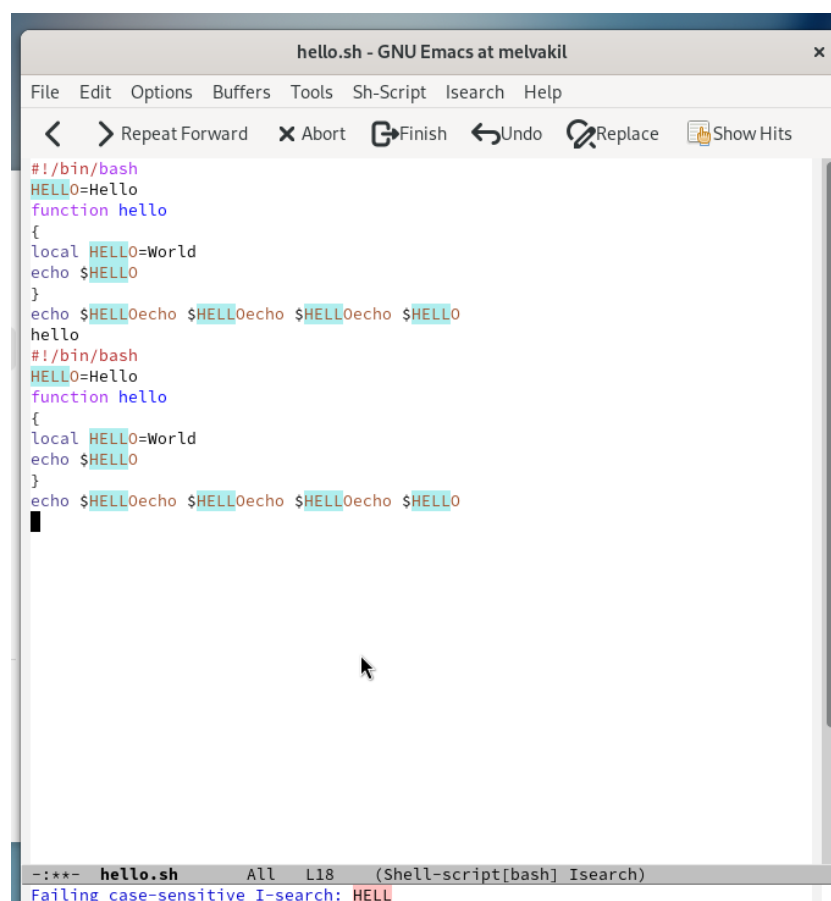 hello.sh - GNU Emacs at melvakil ×
File Edit Options Buffers Tools Sh-Script Isearch Help
Repeat Forward Abort Finish Undo Replace Show Hits
#!/bin/bash
HELLO=Hello
function hello
{
local HELLO=World
echo $HELLO
}
echo $HELLOecho $HELLOecho $HELLOecho $HELLO
hello
#!/bin/bash
HELLO=Hello
function hello
{
local HELLO=World
echo $HELLO
}
echo $HELLOecho $HELLOecho $HELLOecho $HELLO
-:**- hello.sh All L18 (Shell-script[bash] Isearch)
Failing case-sensitive I-search: HELL